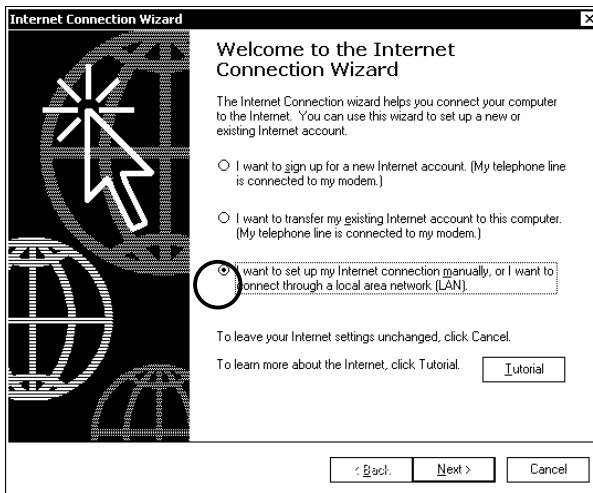 Internet Connection Wizard
Welcome to the Internet
Connection Wizard
The Internet Connection wizard helps you connect your computer
to the Internet. You can use this wizard to set up a new or
existing Internet account.
I want to sign up for a new Internet account. (My telephone line
is connected to my modem.)
I want to transfer my existing Internet account to this computer.
(My telephone line is connected to my modem.)
I want to set up my Internet connection manually, or I want to
connect through a local area network (LAN).
To leave your Internet settings unchanged, click Cancel.
To learn more about the Internet, click Tutorial.
Tutorial
< Back
Next >
Cancel